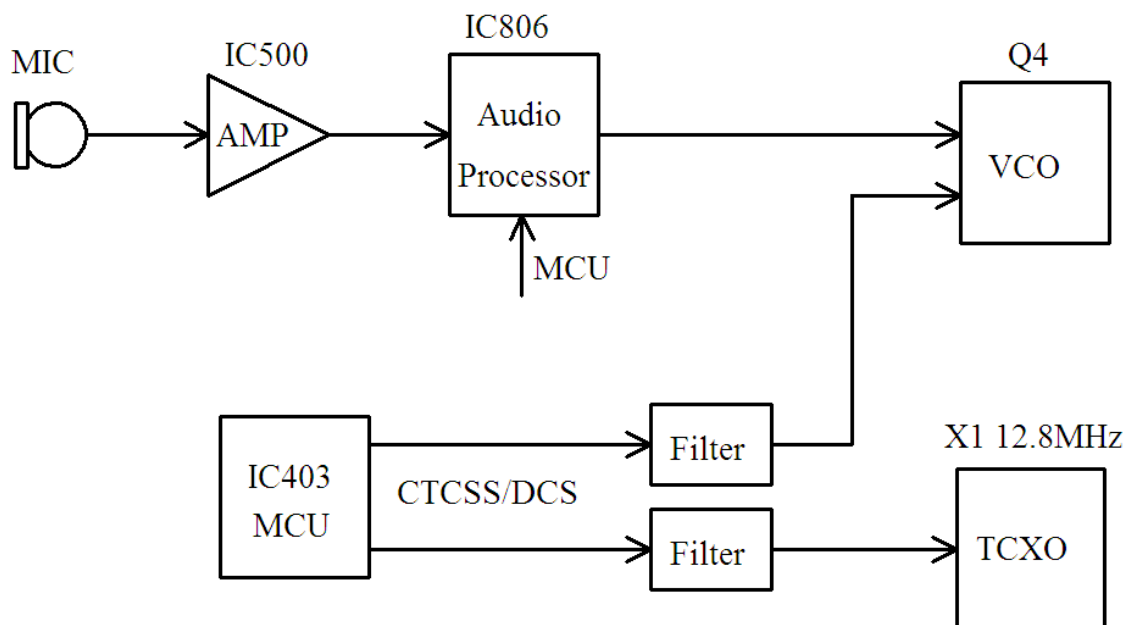 MIC
IC500
AMP
IC806
Audio
Processor
MCU
Q4
VCO
IC403
MCU
CTCSS/DCS
Filter
Filter
X1 12.8MHz
TCXO